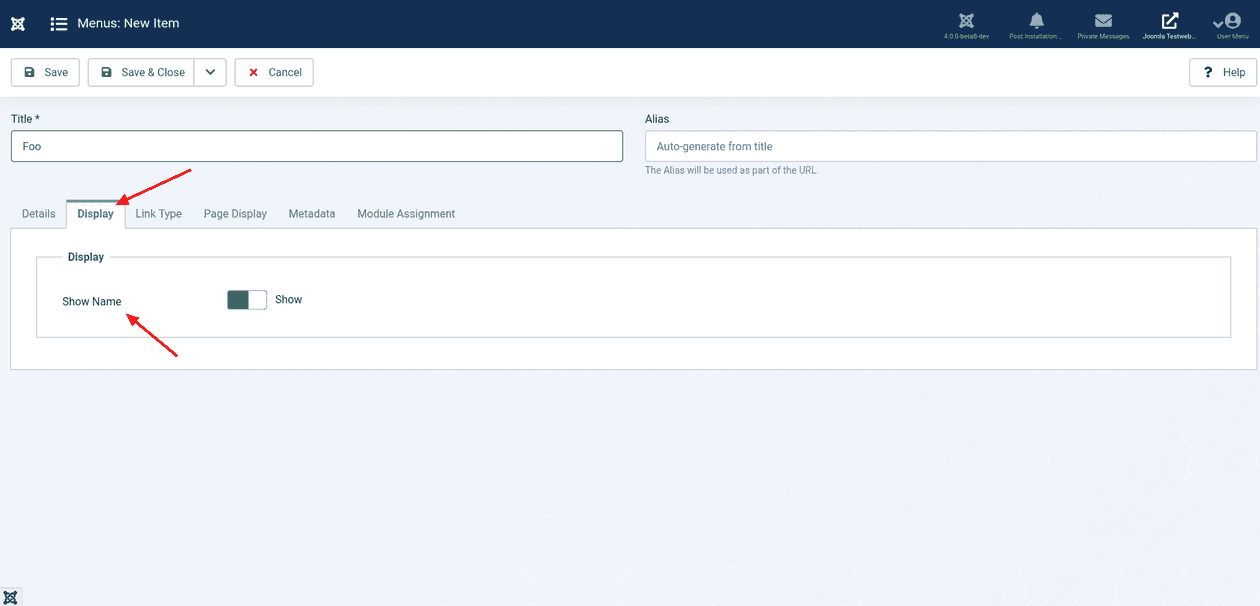 Menus: New Item
4.0.0-beta8-dev
Post Installation ...
Private Messages
Joomla Testweb...
User Menu
Save
Save & Close
Cancel
? Help
Title *
Alias
Foo
Auto-generate from title
The Alias will be used as part of the URL.
Details
Display
Link Type
Page Display
Metadata
Module Assignment
Display
Show Name
Show